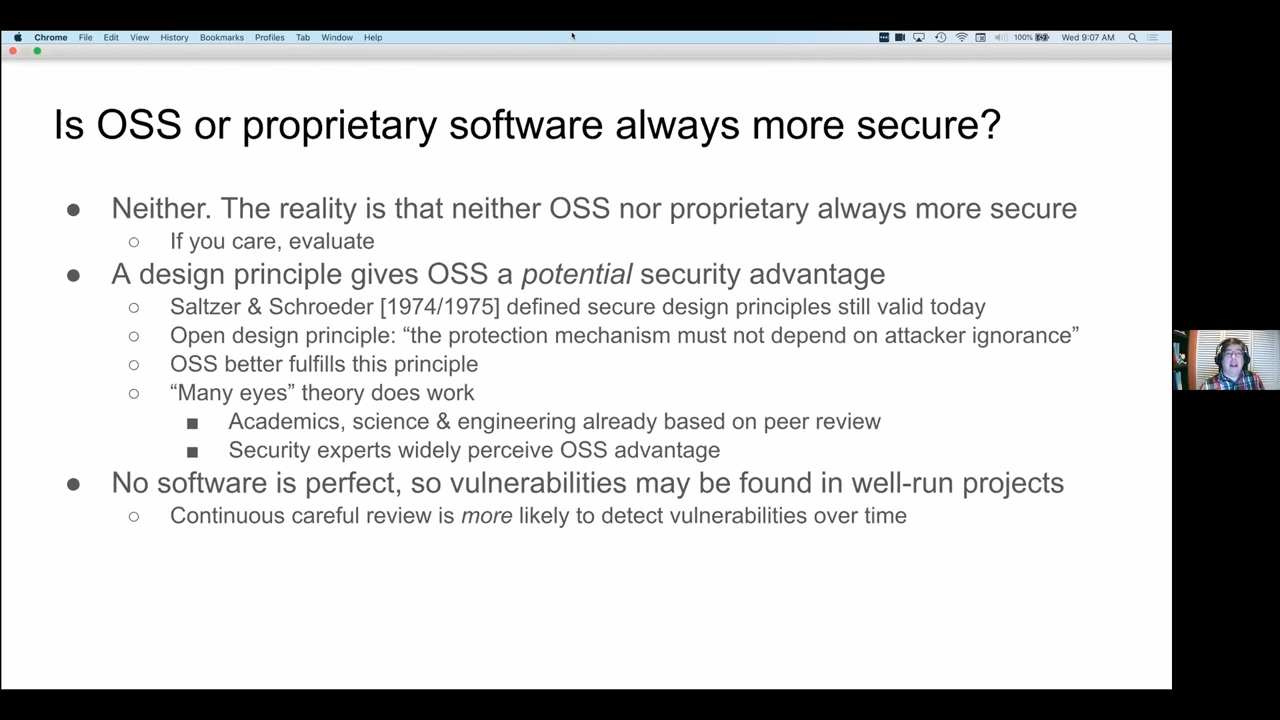 Chrome File Edit View History Bookmarks Profiles Tab Window Help 100% Wed 9:07 AM
Is OSS or proprietary software always more secure?
● Neither. The reality is that neither OSS nor proprietary always more secure
○ If you care, evaluate
● A design principle gives OSS a potential security advantage
○ Saltzer & Schroeder [1974/1975] defined secure design principles still valid today
○ Open design principle: “the protection mechanism must not depend on attacker ignorance”
○ OSS better fulfills this principle
○ “Many eyes” theory does work
■ Academics, science & engineering already based on peer review
■ Security experts widely perceive OSS advantage
● No software is perfect, so vulnerabilities may be found in well-run projects
○ Continuous careful review is more likely to detect vulnerabilities over time